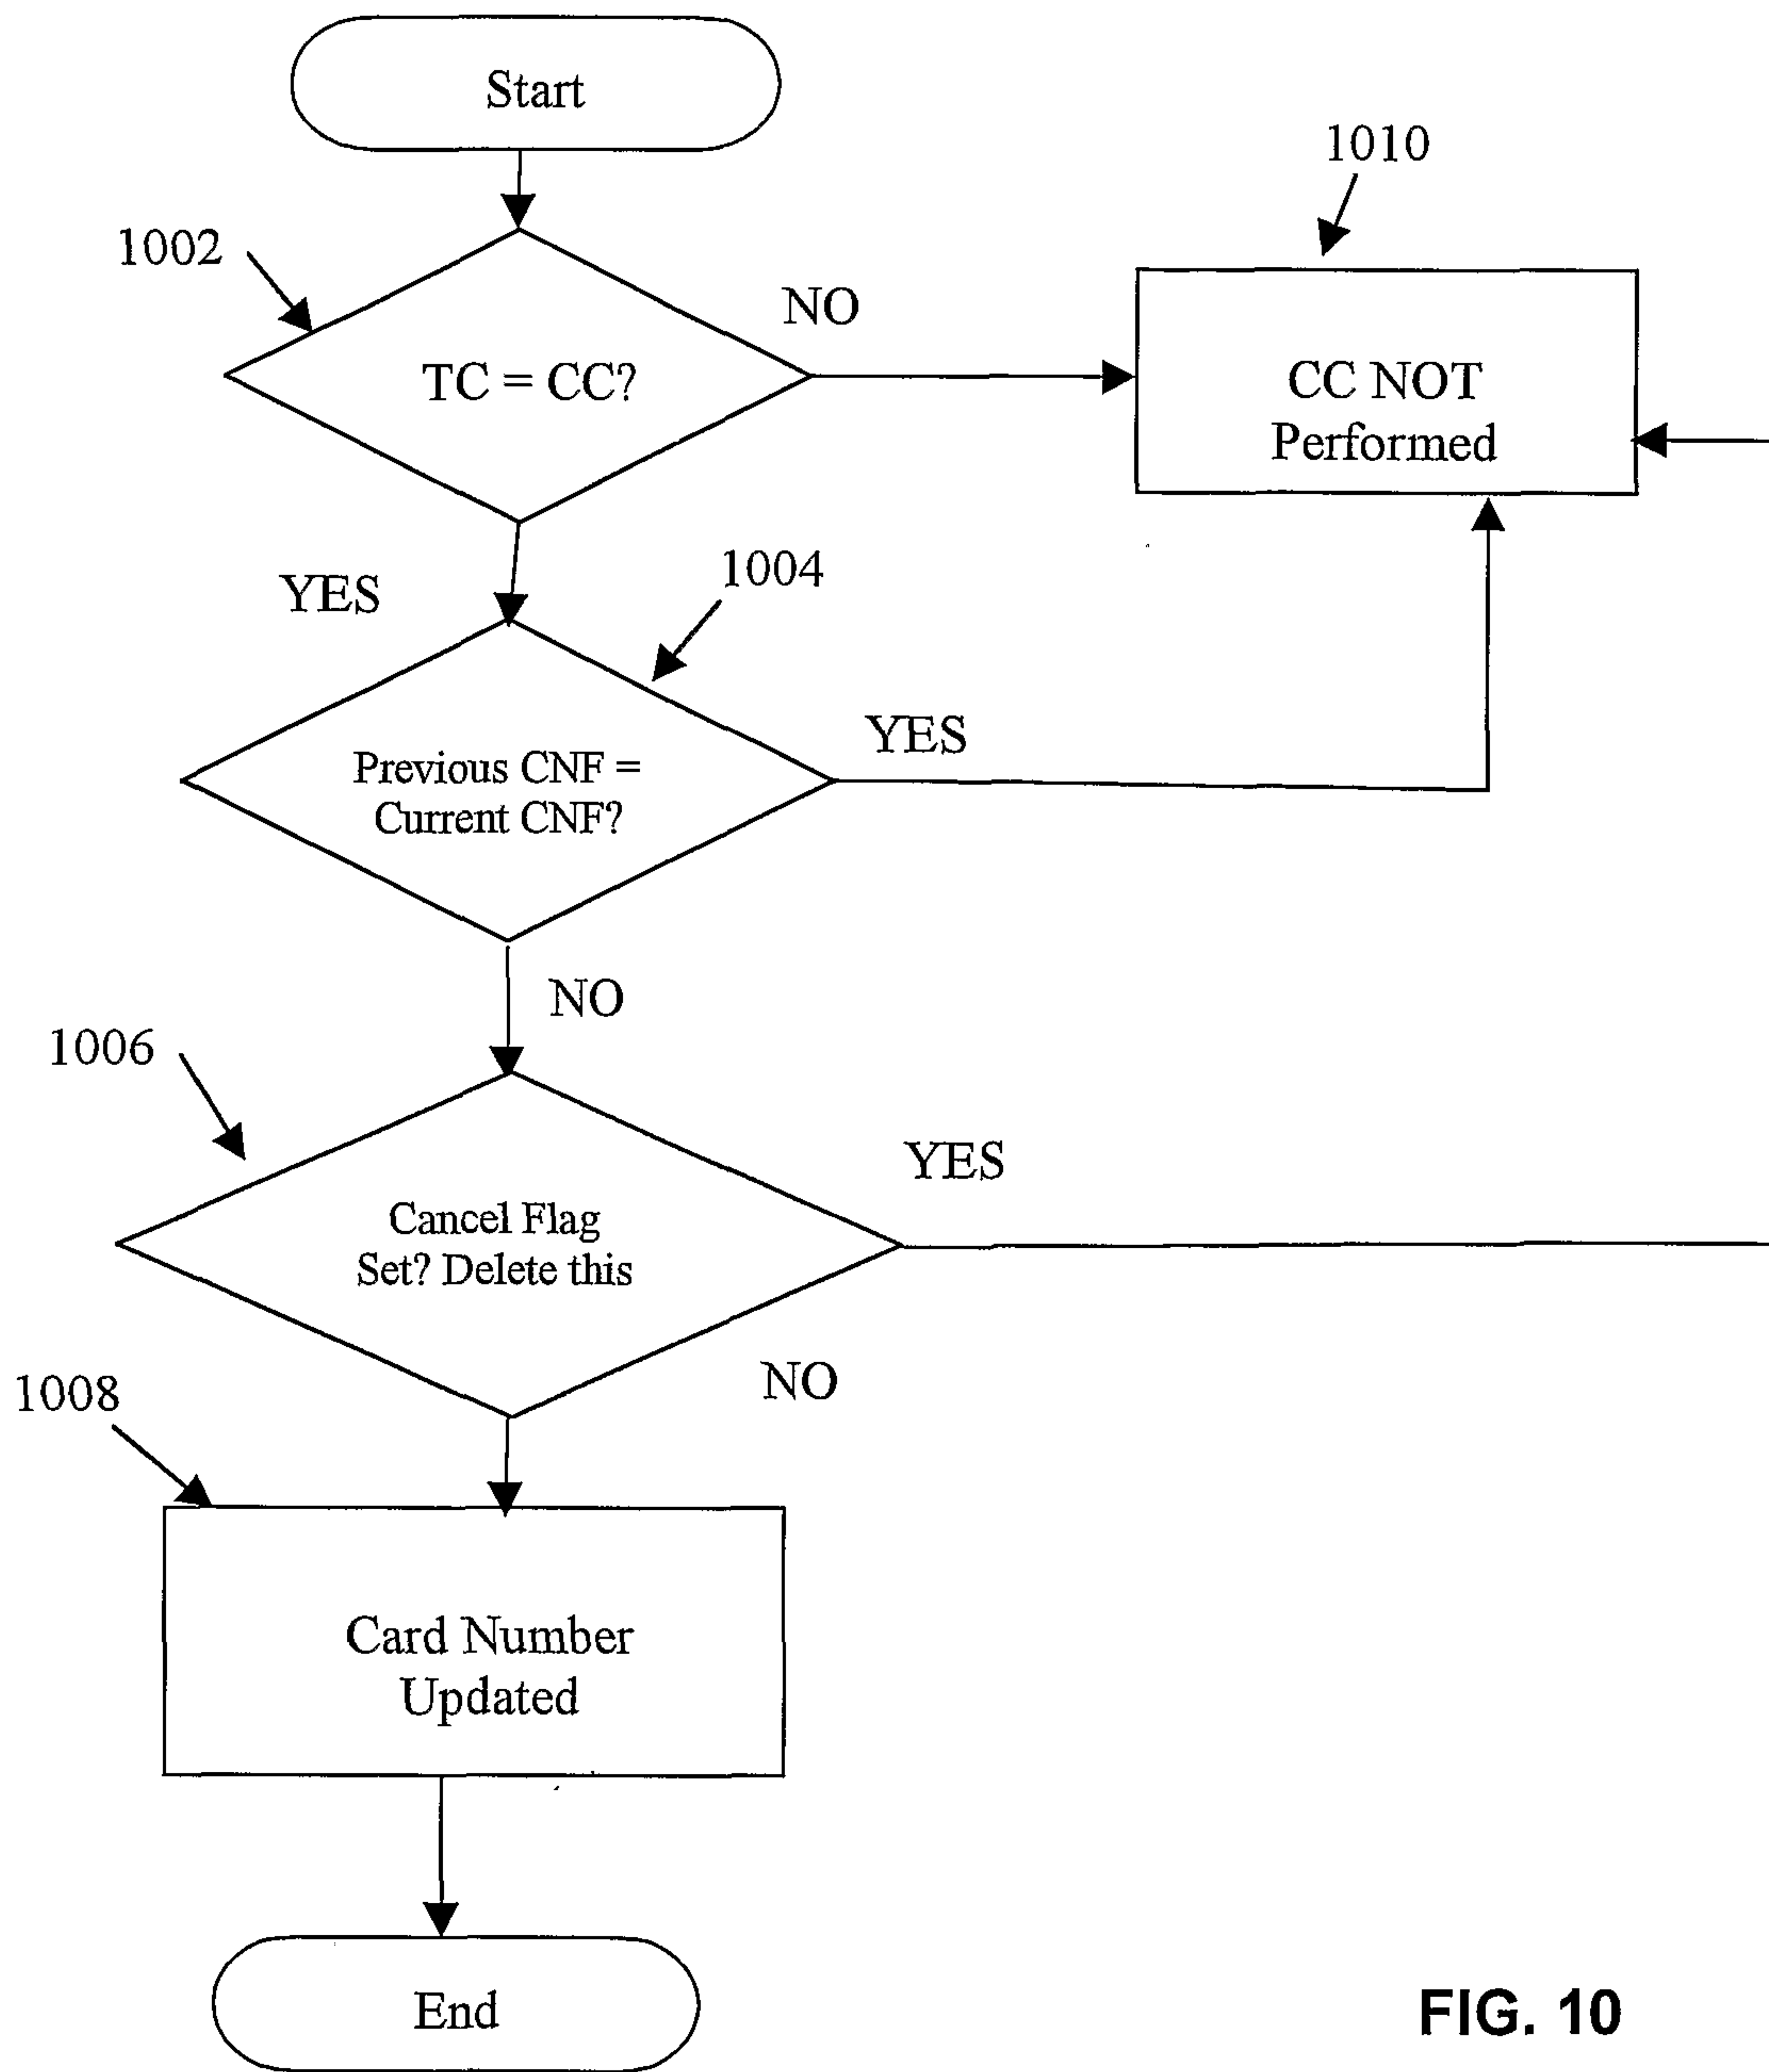 Start
1010
1002
NO
TC = CC?
CC NOT
Performed
YES
1004
YES
Previous CNF =
Current CNF?
NO
1006
YES
Cancel Flag
Set? Delete this
NO
1008
Card Number
Updated
End
FIG. 10